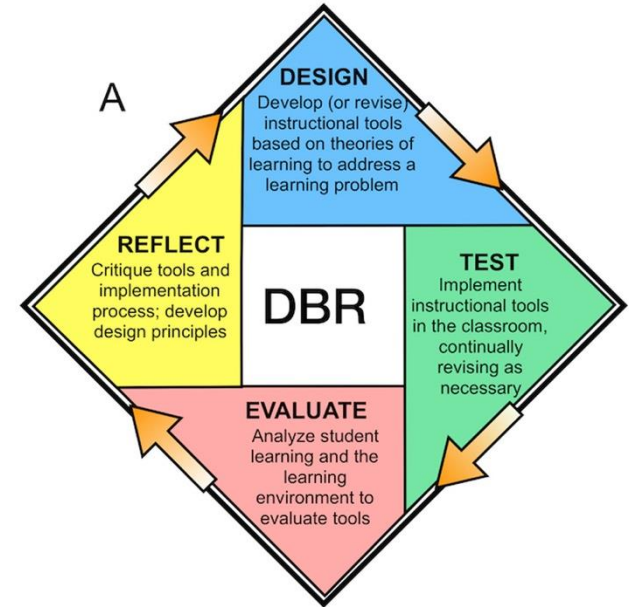 A
DESIGN
Develop (or revise)
instructional tools
based on theories of
learning to address a
learning problem
TEST
Implement
instructional tools
in the classroom,
continually
revising as
necessary
EVALUATE
Analyze student
learning and the
learning
environment to
evaluate tools
REFLECT
Critique tools and
implementation
process; develop
design principles
DBR